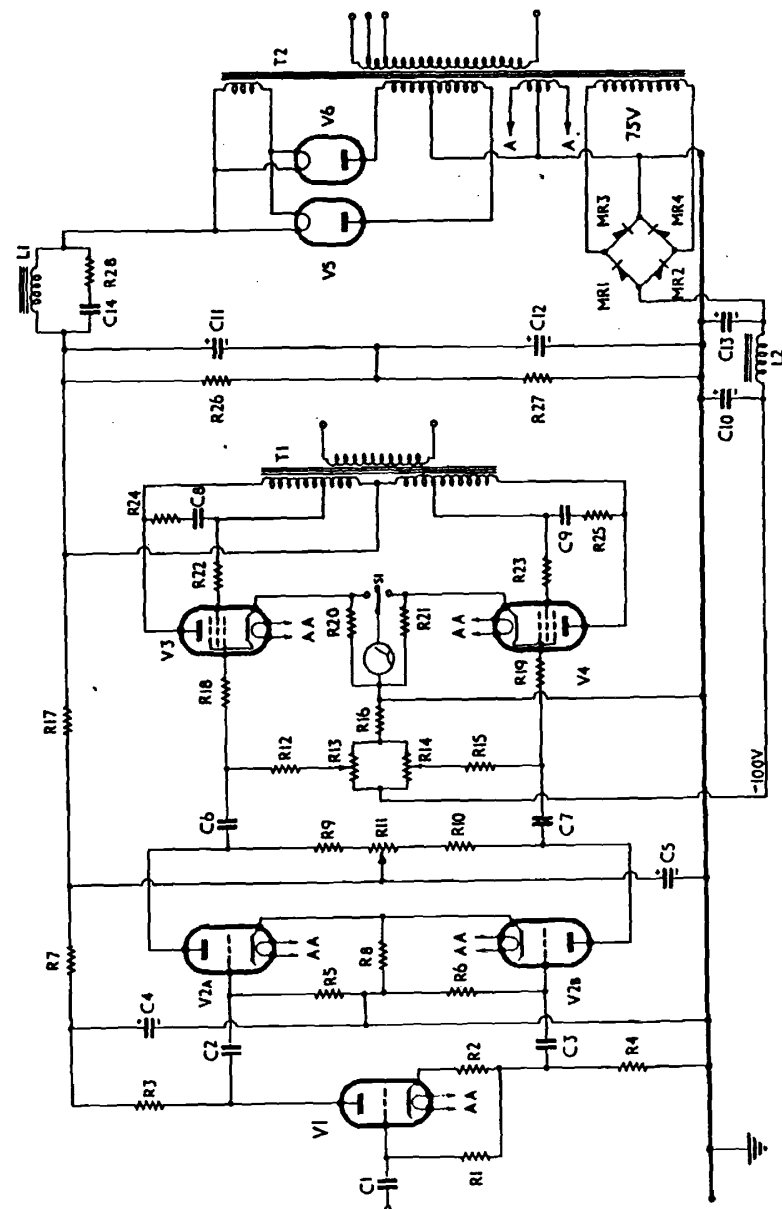 L1
C14 R28
T2
V6
V5
A
A
75V
MR3
MR4
MR1
MR2
C11
C12
C13
L2
C10
R26
R27
T1
R24
C8
R22
V3
AA
R20
S1
R21
AA
R23
C9
R25
V4
R17
R18
R19
R16
R12
R13
R14
R15
-100V
C6
R9
R11
R10
C7
C5
R7
V2A
AA
R8
AA
V2B
R5
R6
C4
C2
C3
R3
V1
AA
R2
R4
R1
C1